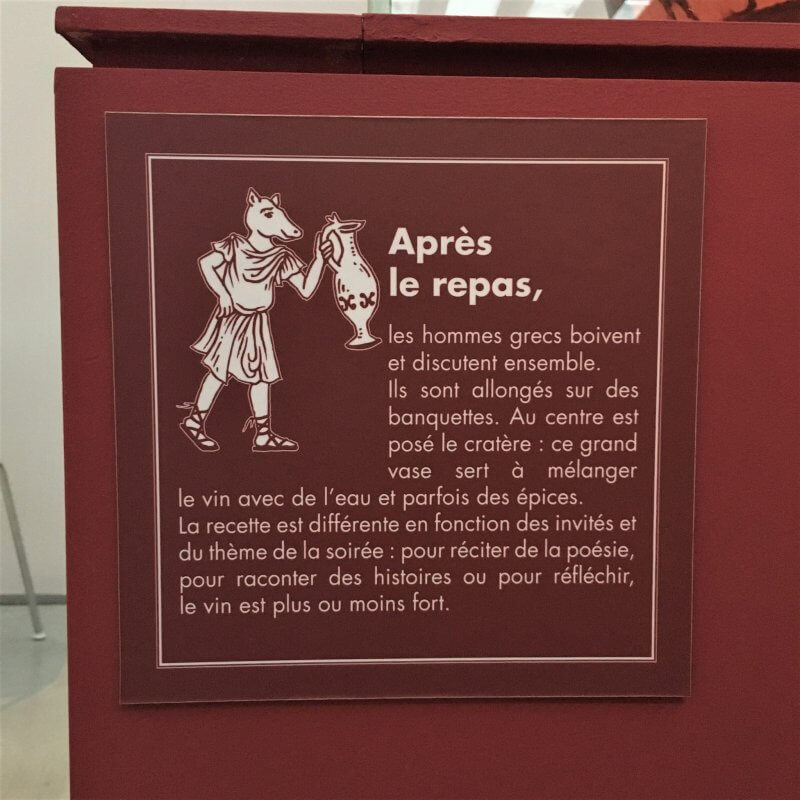 Après
le repas,
les hommes grecs boivent
et discutent ensemble.
Ils sont allongés sur des
banquettes. Au centre est
posé le cratère : ce grand
vase sert à mélanger
le vin avec de l'eau et parfois des épices.
La recette est différente en fonction des invités et
du thème de la soirée : pour réciter de la poésie,
pour raconter des histoires ou pour réfléchir,
le vin est plus ou moins fort.